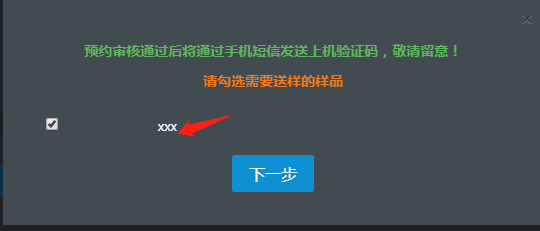 预约审核通过后将通过手机短信发送上机验证码，敬请留意！
请勾选需要送样的样品
xxx
下一步